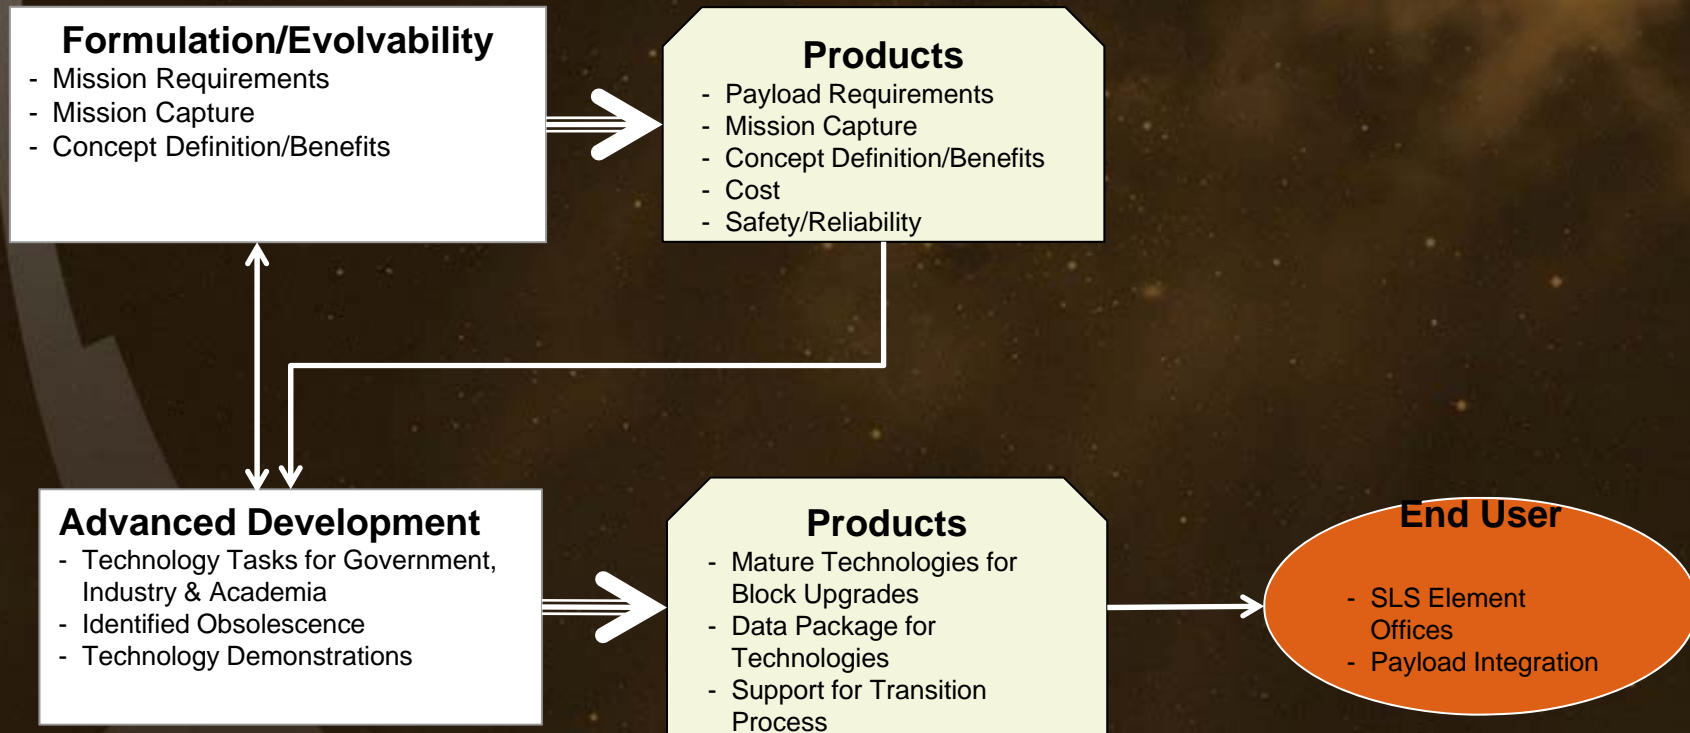 Formulation/Evolvability
- Mission Requirements
- Mission Capture
- Concept Definition/Benefits
Products
- Payload Requirements
- Mission Capture
- Concept Definition/Benefits
- Cost
- Safety/Reliability
Advanced Development
- Technology Tasks for Government,
Industry & Academia
- Identified Obsolescence
- Technology Demonstrations
Products
- Mature Technologies for
Block Upgrades
- Data Package for
Technologies
- Support for Transition
Process
End User
- SLS Element
Offices
- Payload Integration